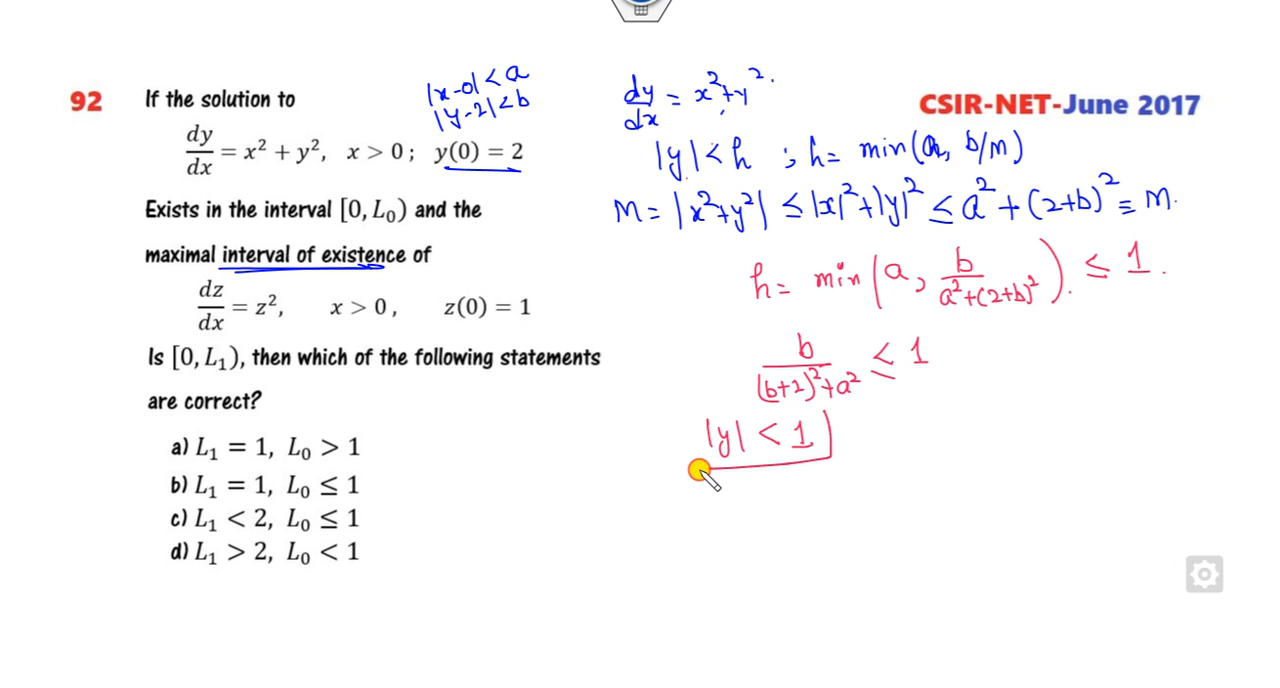 92 If the solution to
dy/dx = x² + y², x > 0 ; y(0) = 2
Exists in the interval [0, L₀) and the
maximal interval of existence of
dz/dx = z², x > 0 , z(0) = 1
Is [0, L₁), then which of the following statements
are correct?
a) L₁ = 1, L₀ > 1
b) L₁ = 1, L₀ ≤ 1
c) L₁ < 2, L₀ ≤ 1
d) L₁ > 2, L₀ < 1
|x-0| < a
|y-2| < b
CSIR-NET-June 2017
dy/dx = x²+y².
|y| < h ; h = min(a, b/m)
M = |x²+y²| ≤ |x|²+|y|² ≤ a²+(2+b)² = M.
h = min(a, b/(a²+(2+b)²)). ≤ 1.
b/((b+2)²+a²) ≤ 1
|y| < 1